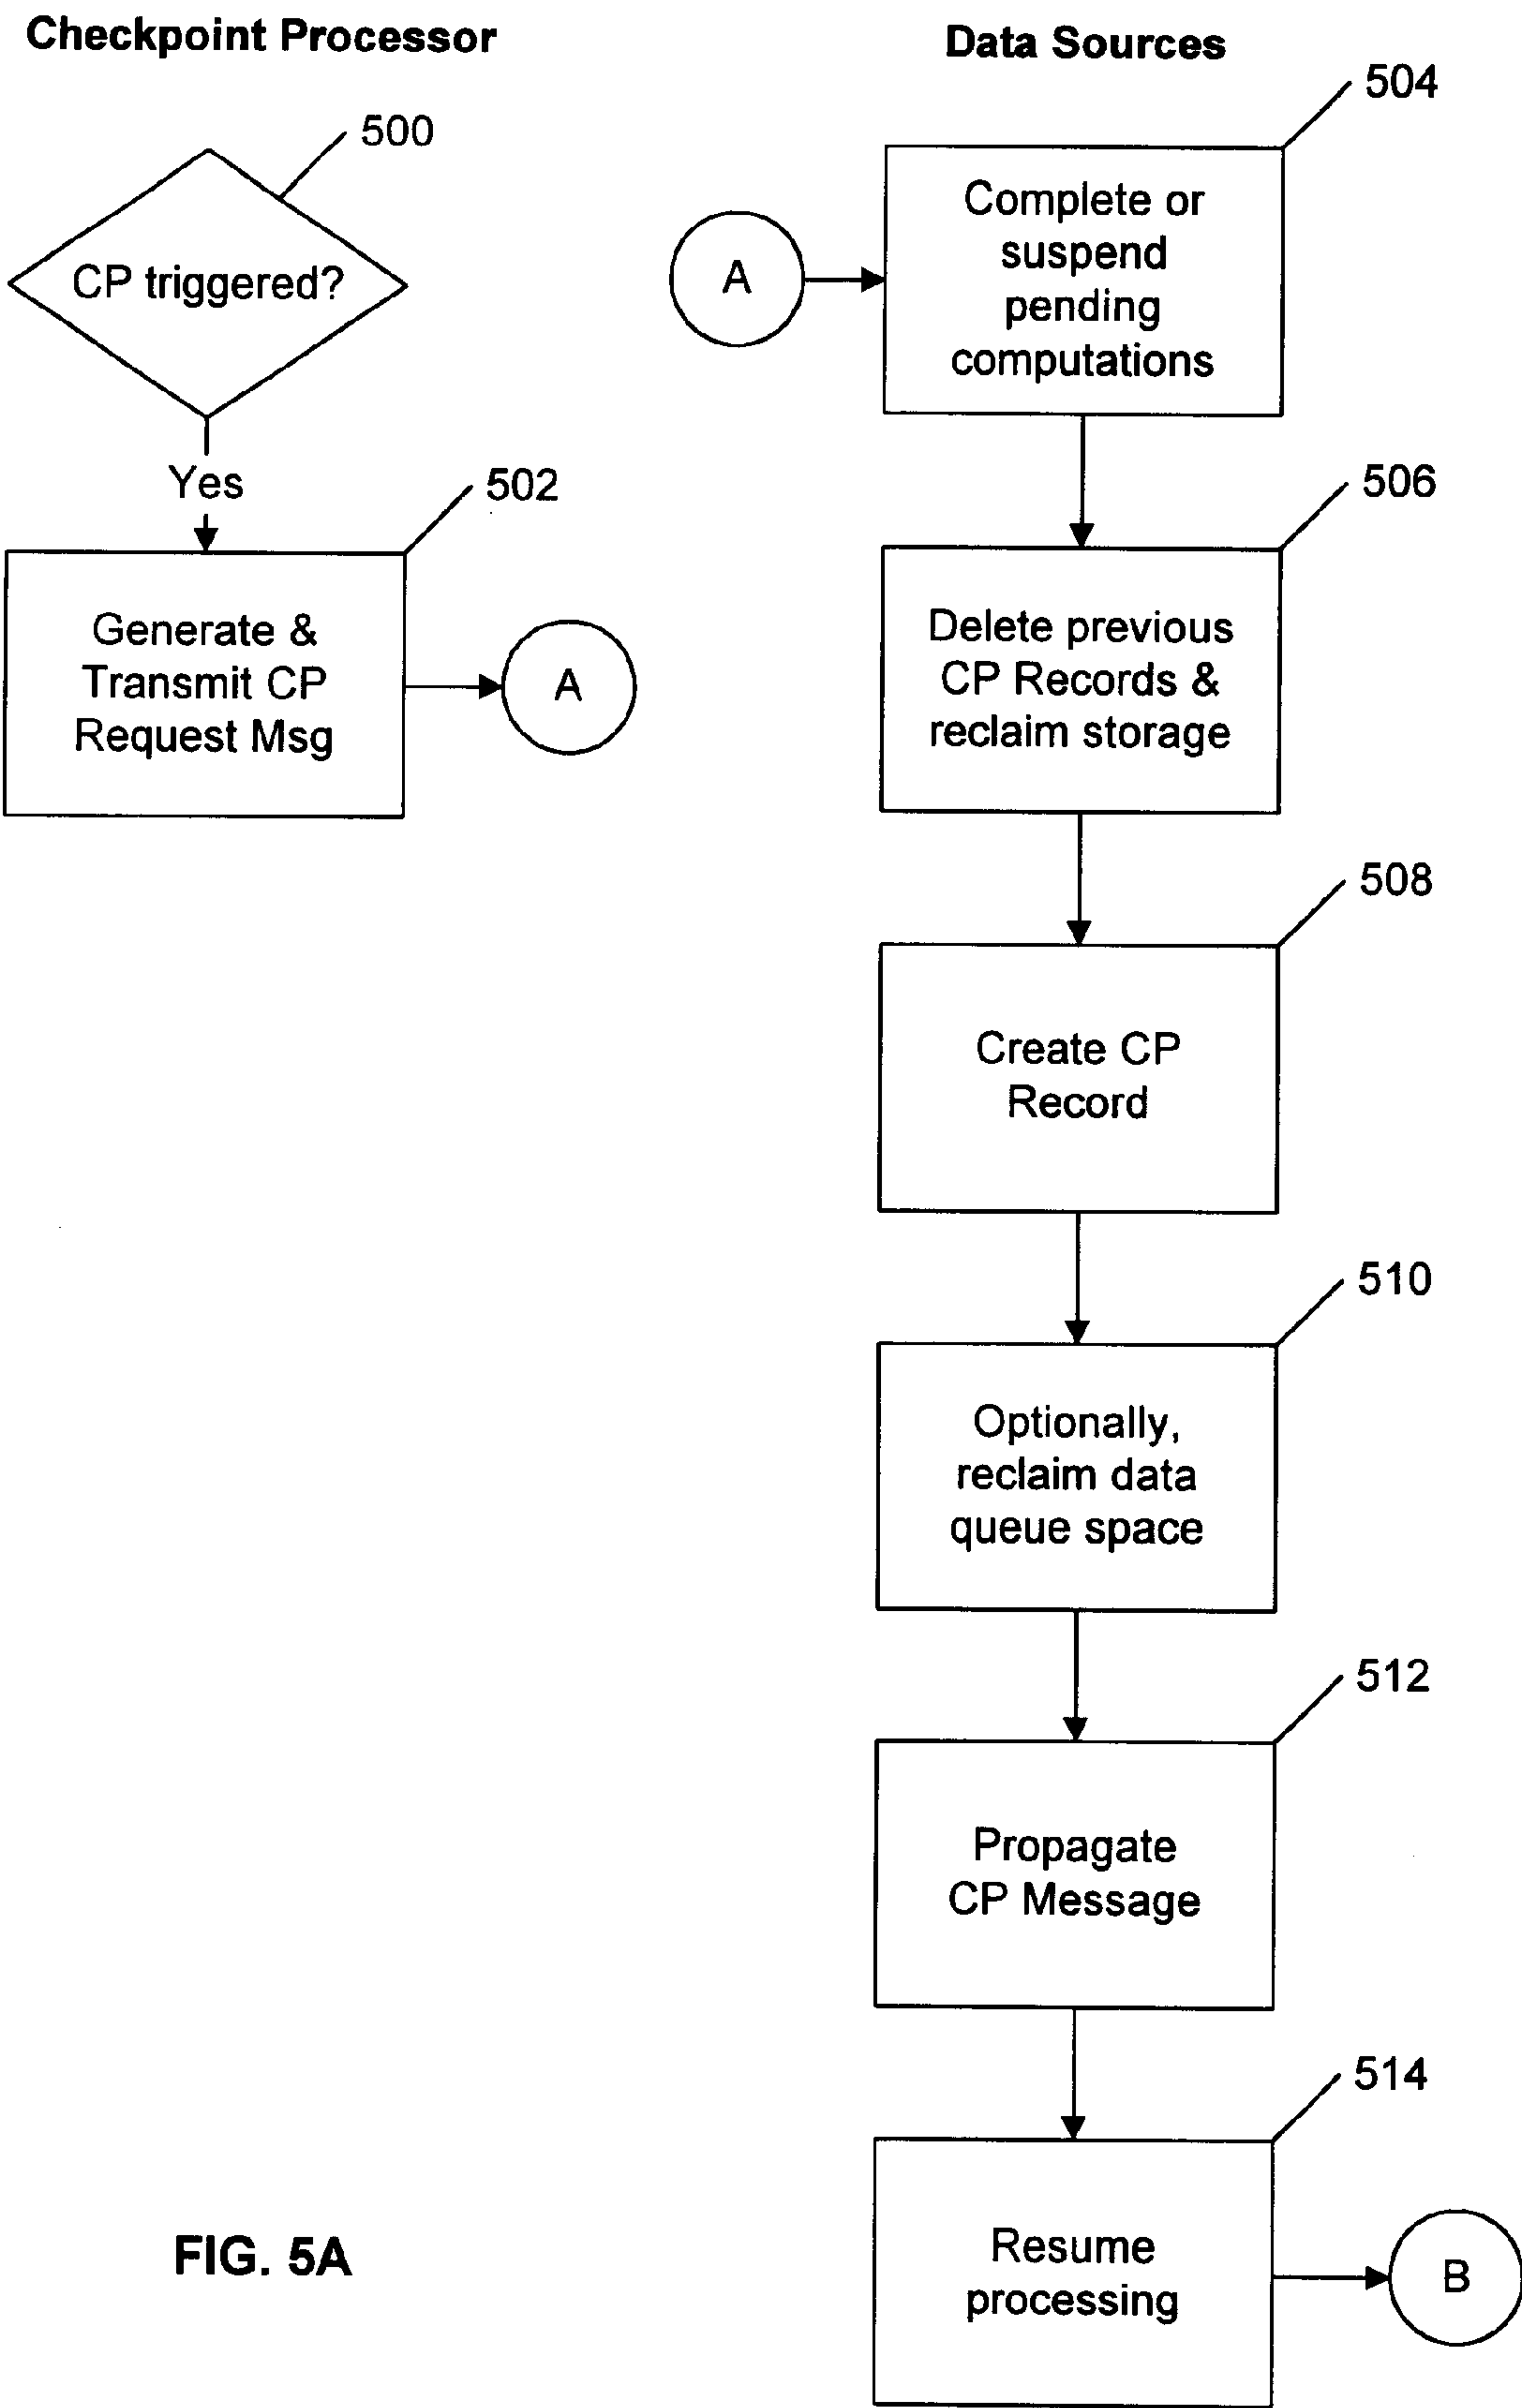 Checkpoint Processor
500
CP triggered?
Yes
502
Generate &
Transmit CP
Request Msg
A
Data Sources
504
A
Complete or
suspend
pending
computations
506
Delete previous
CP Records &
reclaim storage
508
Create CP
Record
510
Optionally,
reclaim data
queue space
512
Propagate
CP Message
514
Resume
processing
B
FIG. 5A